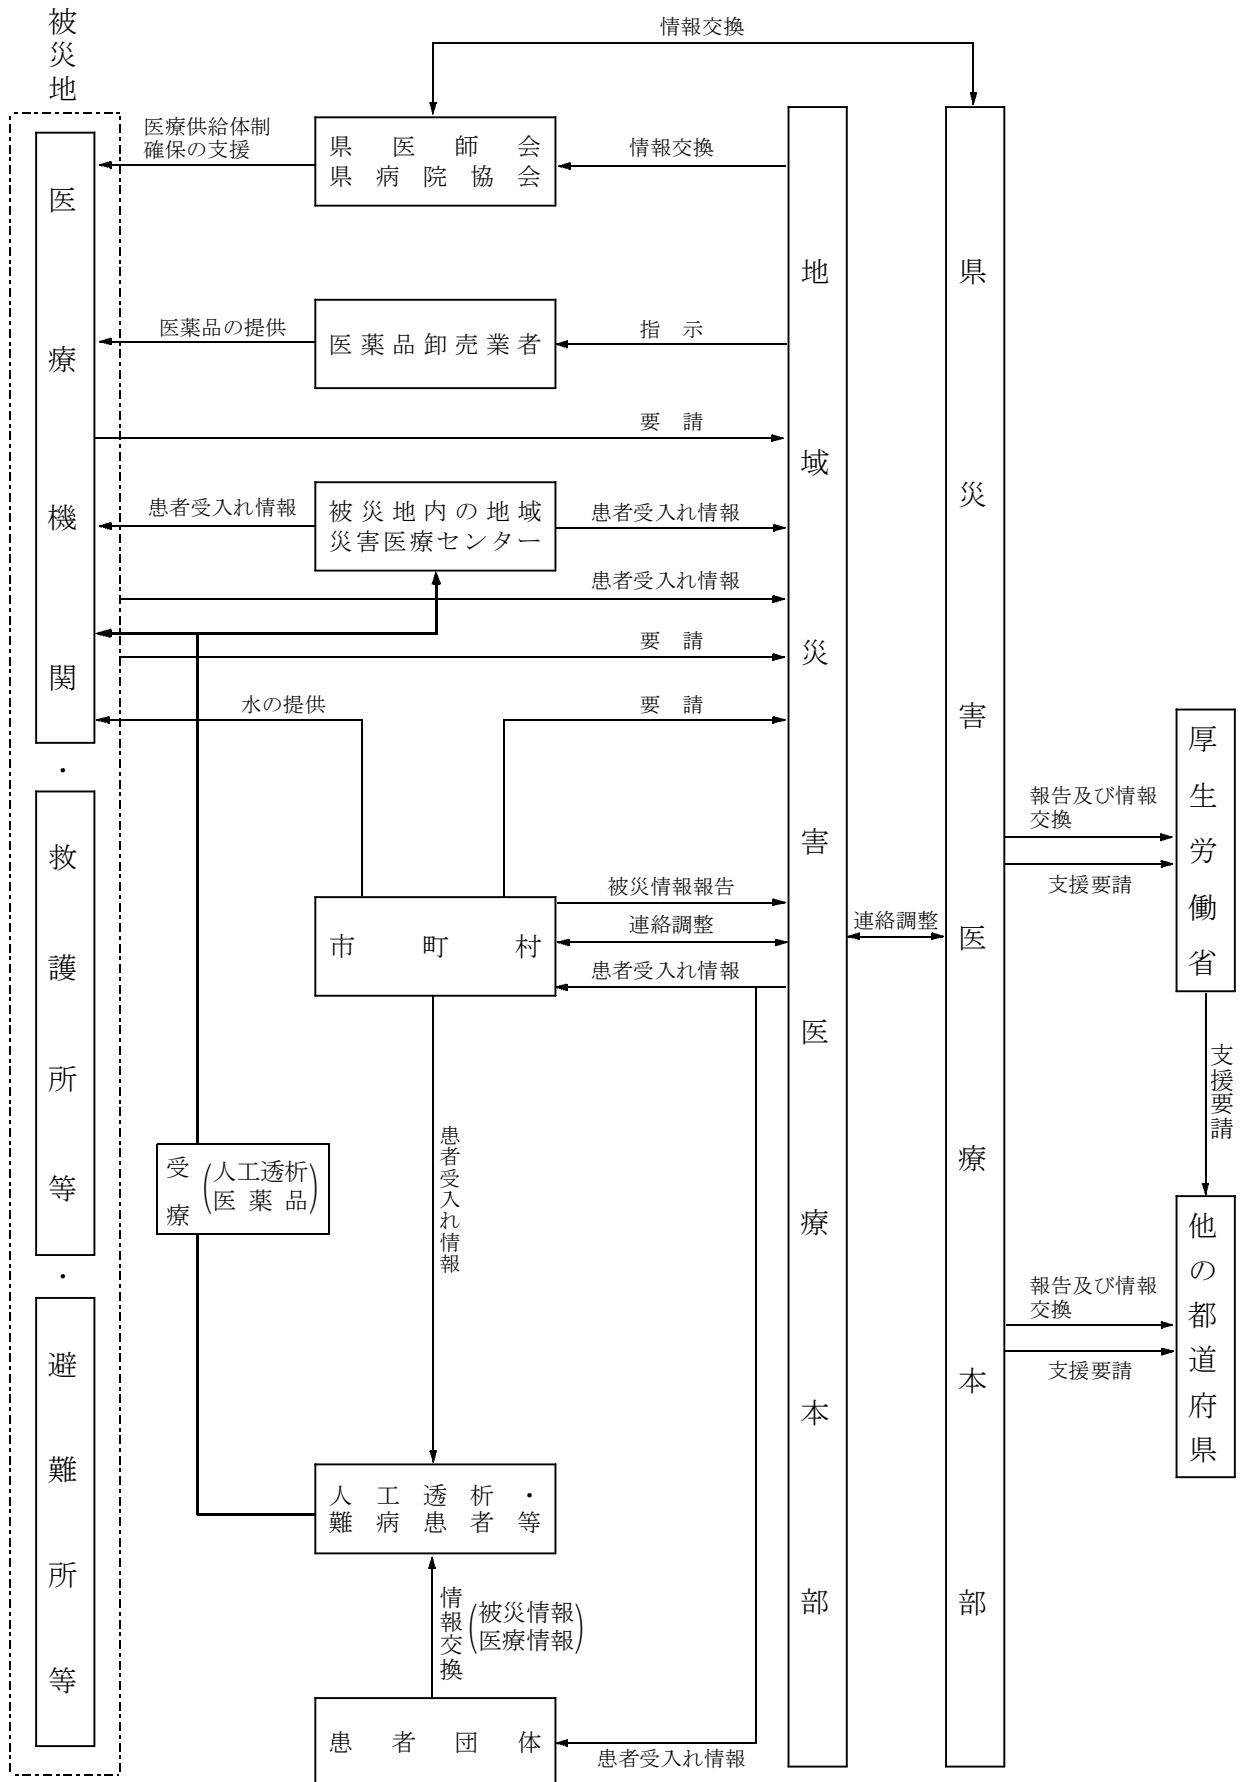 被災地
情報交換
医療供給体制
確保の支援
県医師会
県病院協会
情報交換
医療機関
地域災害医療本部
県災害医療本部
医薬品の提供
医薬品卸売業者
指示
要請
患者受入れ情報
被災地内の地域
災害医療センター
患者受入れ情報
患者受入れ情報
要請
水の提供
要請
・
救護所等
厚生労働省
報告及び情報
交換
支援要請
被災情報報告
市町村
連絡調整
連絡調整
患者受入れ情報
支援要請
患者受入れ情報
受療
(人工透析
医薬品)
他の都道府県
・
避難所等
報告及び情報
交換
支援要請
人工透析・
難病患者等
情報交換
(被災情報
医療情報)
患者団体
患者受入れ情報